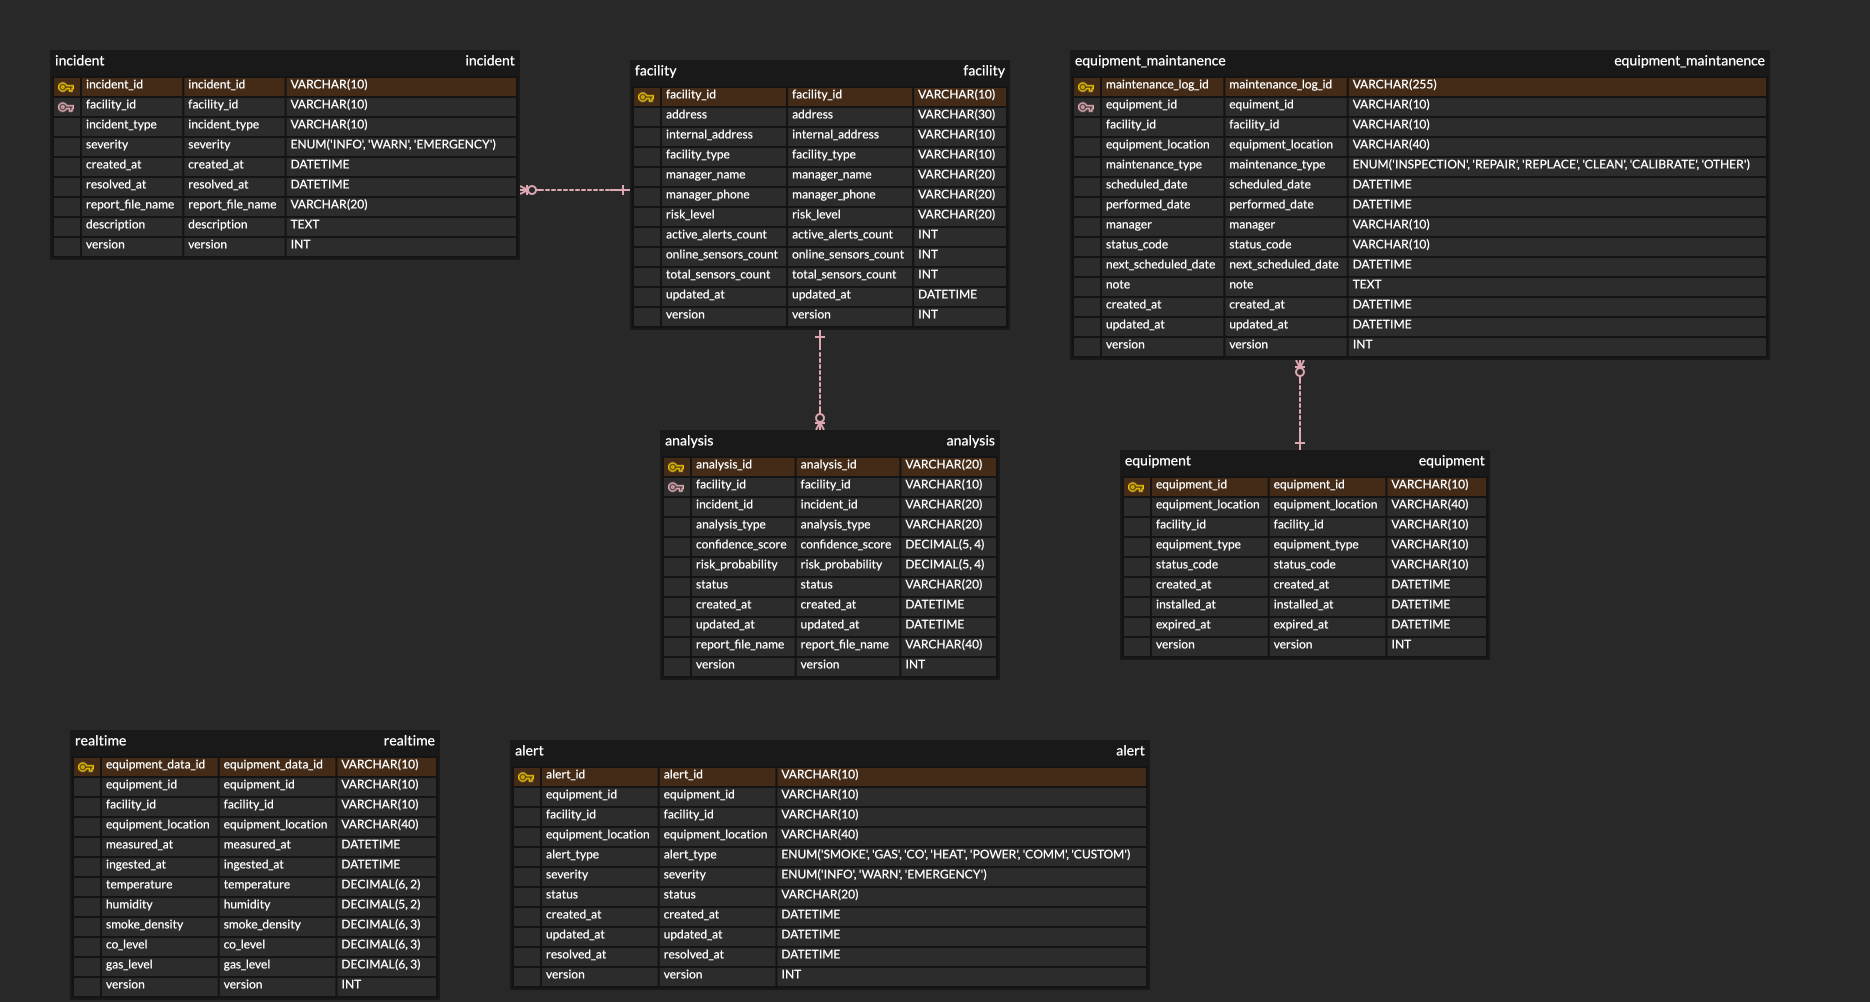 incident incident
incident_id incident_id VARCHAR(10)
facility_id facility_id VARCHAR(10)
incident_type incident_type VARCHAR(10)
severity severity ENUM('INFO', 'WARN', 'EMERGENCY')
created_at created_at DATETIME
resolved_at resolved_at DATETIME
report_file_name report_file_name VARCHAR(20)
description description TEXT
version version INT
facility facility
facility_id facility_id VARCHAR(10)
address address VARCHAR(30)
internal_address internal_address VARCHAR(10)
facility_type facility_type VARCHAR(10)
manager_name manager_name VARCHAR(20)
manager_phone manager_phone VARCHAR(20)
risk_level risk_level VARCHAR(20)
active_alerts_count active_alerts_count INT
online_sensors_count online_sensors_count INT
total_sensors_count total_sensors_count INT
updated_at updated_at DATETIME
version version INT
equipment_maintanence equipment_maintanence
maintenance_log_id maintenance_log_id VARCHAR(255)
equipment_id equiment_id VARCHAR(10)
facility_id facility_id VARCHAR(10)
equipment_location equipment_location VARCHAR(40)
maintenance_type maintenance_type ENUM('INSPECTION', 'REPAIR', 'REPLACE', 'CLEAN', 'CALIBRATE', 'OTHER')
scheduled_date scheduled_date DATETIME
performed_date performed_date DATETIME
manager manager VARCHAR(10)
status_code status_code VARCHAR(10)
next_scheduled_date next_scheduled_date DATETIME
note note TEXT
created_at created_at DATETIME
updated_at updated_at DATETIME
version version INT
analysis analysis
analysis_id analysis_id VARCHAR(20)
facility_id facility_id VARCHAR(10)
incident_id incident_id VARCHAR(20)
analysis_type analysis_type VARCHAR(20)
confidence_score confidence_score DECIMAL(5, 4)
risk_probability risk_probability DECIMAL(5, 4)
status status VARCHAR(20)
created_at created_at DATETIME
updated_at updated_at DATETIME
report_file_name report_file_name VARCHAR(40)
version version INT
equipment equipment
equipment_id equipment_id VARCHAR(10)
equipment_location equipment_location VARCHAR(40)
facility_id facility_id VARCHAR(10)
equipment_type equipment_type VARCHAR(10)
status_code status_code VARCHAR(10)
created_at created_at DATETIME
installed_at installed_at DATETIME
expired_at expired_at DATETIME
version version INT
realtime realtime
equipment_data_id equipment_data_id VARCHAR(10)
equipment_id equipment_id VARCHAR(10)
facility_id facility_id VARCHAR(10)
equipment_location equipment_location VARCHAR(40)
measured_at measured_at DATETIME
ingested_at ingested_at DATETIME
temperature temperature DECIMAL(6, 2)
humidity humidity DECIMAL(5, 2)
smoke_density smoke_density DECIMAL(6, 3)
co_level co_level DECIMAL(6, 3)
gas_level gas_level DECIMAL(6, 3)
version version INT
alert alert
alert_id alert_id VARCHAR(10)
equipment_id equipment_id VARCHAR(10)
facility_id facility_id VARCHAR(10)
equipment_location equipment_location VARCHAR(40)
alert_type alert_type ENUM('SMOKE', 'GAS', 'CO', 'HEAT', 'POWER', 'COMM', 'CUSTOM')
severity severity ENUM('INFO', 'WARN', 'EMERGENCY')
status status VARCHAR(20)
created_at created_at DATETIME
updated_at updated_at DATETIME
resolved_at resolved_at DATETIME
version version INT